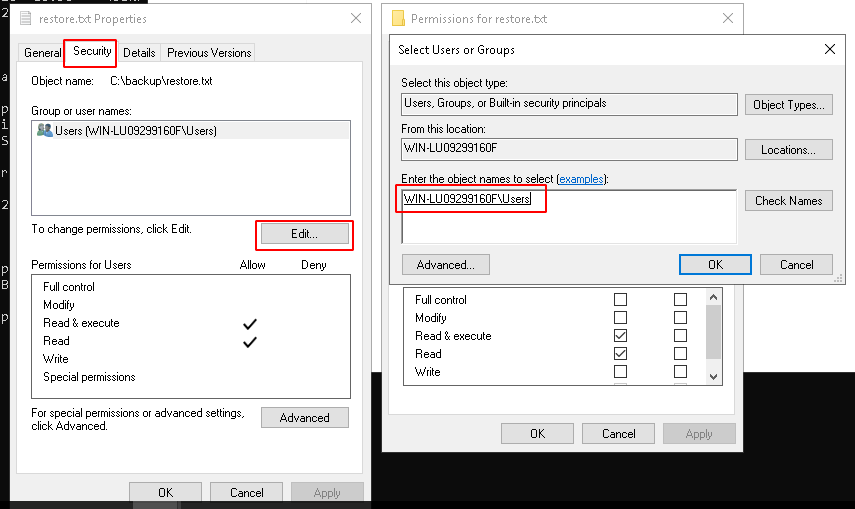 restore.txt Properties
General
Security
Details
Previous Versions
Object name: C:\backup\restore.txt
Group or user names:
Users (WIN-LU09299160F\Users)
To change permissions, click Edit.
Edit...
Permissions for Users
Allow
Deny
Full control
Modify
Read & execute
Read
Write
Special permissions
For special permissions or advanced settings,
click Advanced.
Advanced
OK
Cancel
Apply
Permissions for restore.txt
Select Users or Groups
Select this object type:
Users, Groups, or Built-in security principals
Object Types...
From this location:
WIN-LU09299160F
Locations...
Enter the object names to select (examples):
WIN-LU09299160F\Users
Check Names
Advanced...
OK
Cancel
Full control
Modify
Read & execute
Read
Write
OK
Cancel
Apply